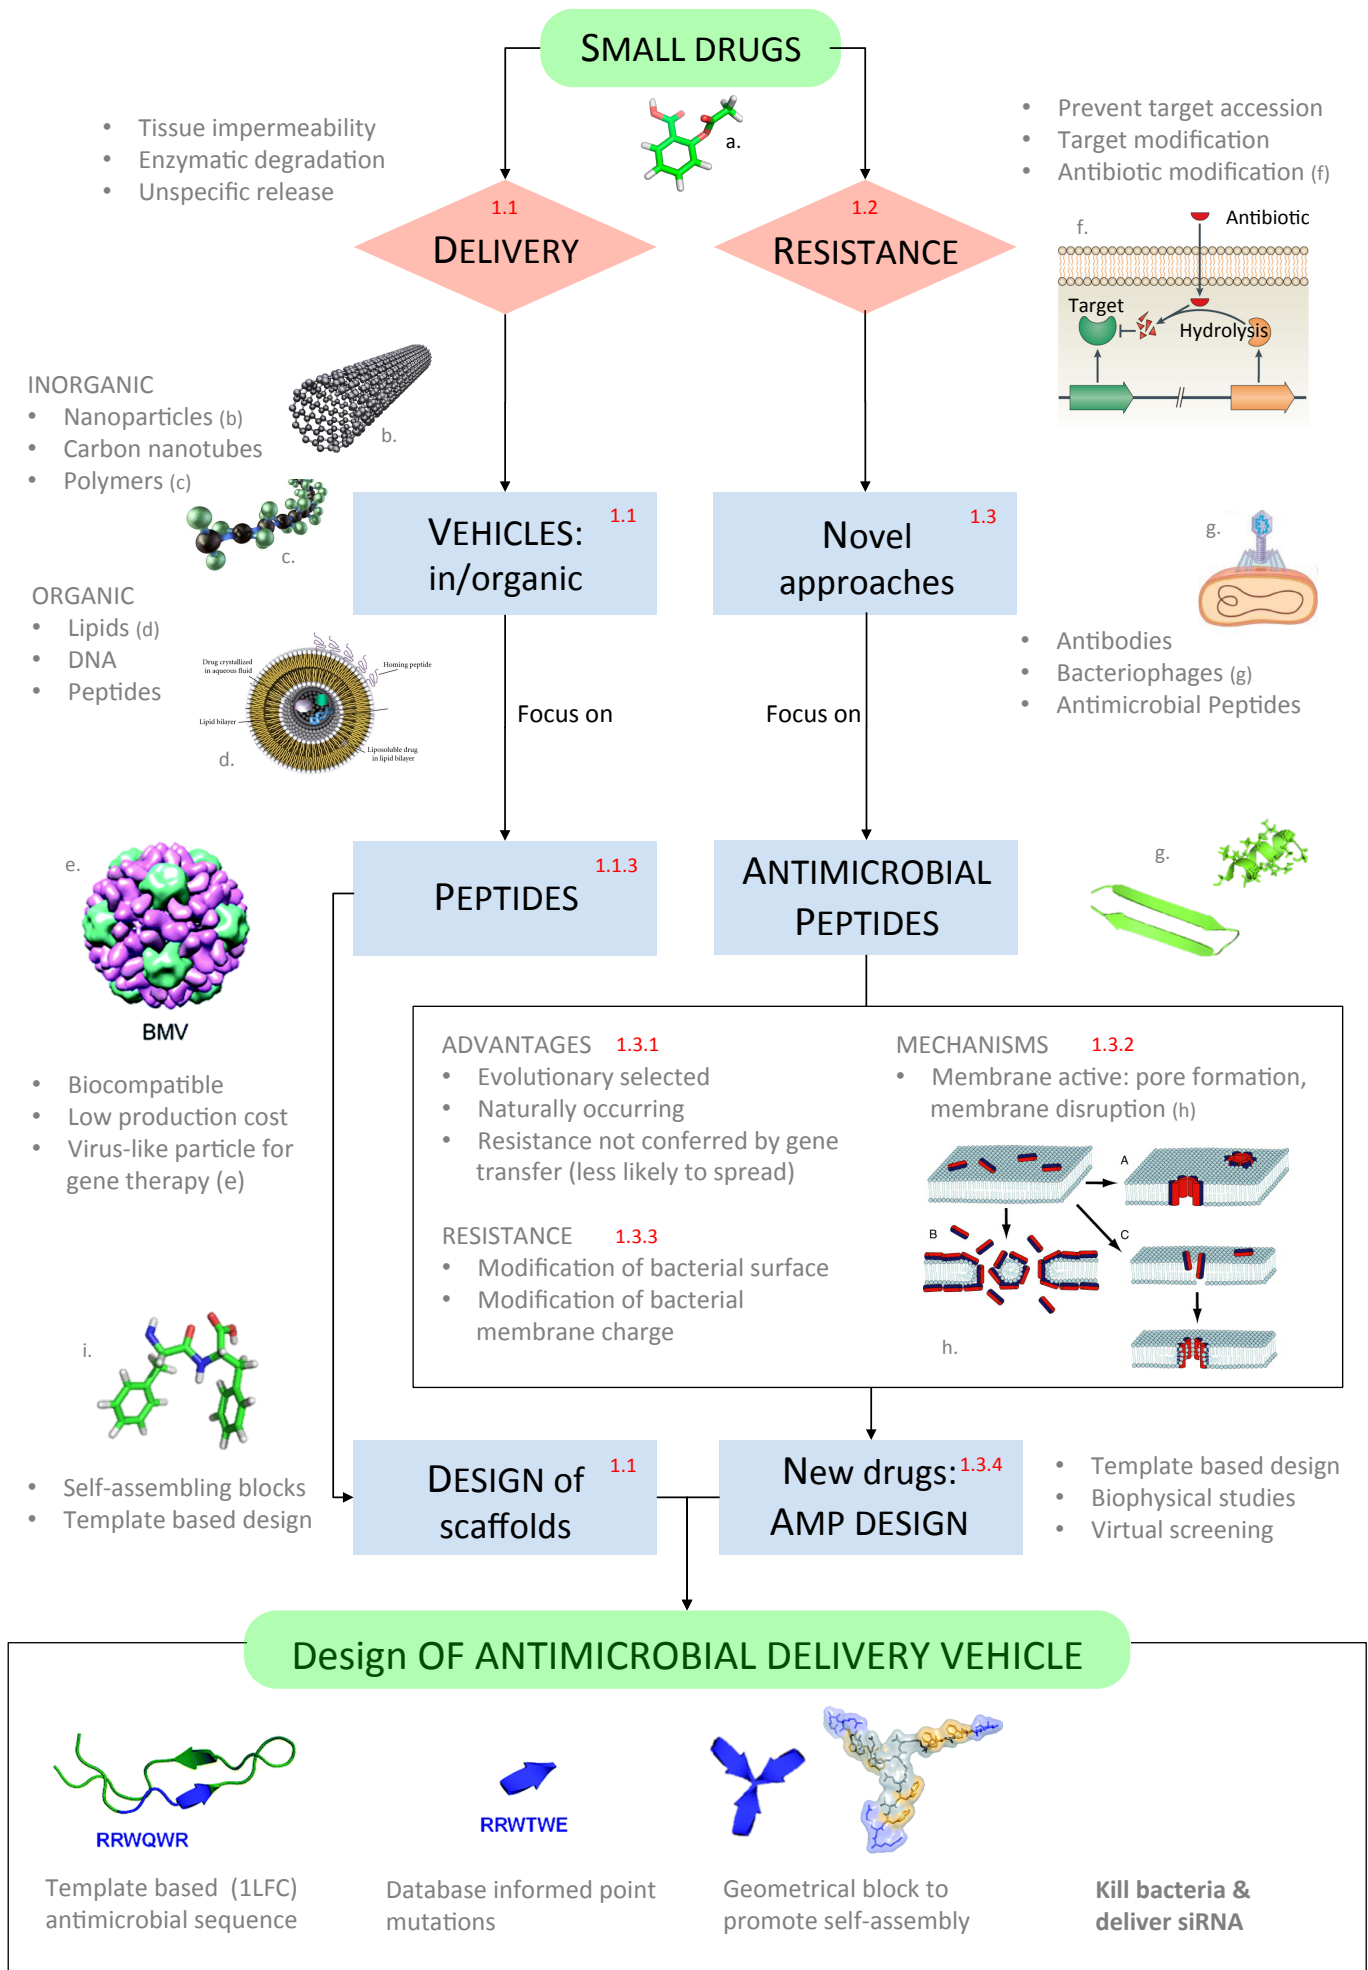 SMALL DRUGS
a.
• Tissue impermeability
• Enzymatic degradation
• Unspecific release
• Prevent target accession
• Target modification
• Antibiotic modification (f)
1.1
DELIVERY
1.2
RESISTANCE
f.
Antibiotic
Target
Hydrolysis
INORGANIC
• Nanoparticles (b)
• Carbon nanotubes
• Polymers (c)
b.
c.
ORGANIC
• Lipids (d)
• DNA
• Peptides
Drug crystallized
in aqueous fluid
Homing peptide
Lipid bilayer
Liposoluble drug
in lipid bilayer
d.
1.1
VEHICLES:
in/organic
1.3
Novel
approaches
g.
• Antibodies
• Bacteriophages (g)
• Antimicrobial Peptides
Focus on
Focus on
e.
BMV
1.1.3
PEPTIDES
ANTIMICROBIAL
PEPTIDES
g.
• Biocompatible
• Low production cost
• Virus-like particle for
gene therapy (e)
ADVANTAGES 1.3.1
• Evolutionary selected
• Naturally occurring
• Resistance not conferred by gene
transfer (less likely to spread)
RESISTANCE 1.3.3
• Modification of bacterial surface
• Modification of bacterial
membrane charge
MECHANISMS 1.3.2
• Membrane active: pore formation,
membrane disruption (h)
A
B
C
h.
i.
• Self-assembling blocks
• Template based design
1.1
DESIGN of
scaffolds
New drugs: 1.3.4
AMP DESIGN
• Template based design
• Biophysical studies
• Virtual screening
Design OF ANTIMICROBIAL DELIVERY VEHICLE
RRWQWR
RRWTWE
Template based (1LFC)
antimicrobial sequence
Database informed point
mutations
Geometrical block to
promote self-assembly
Kill bacteria &
deliver siRNA